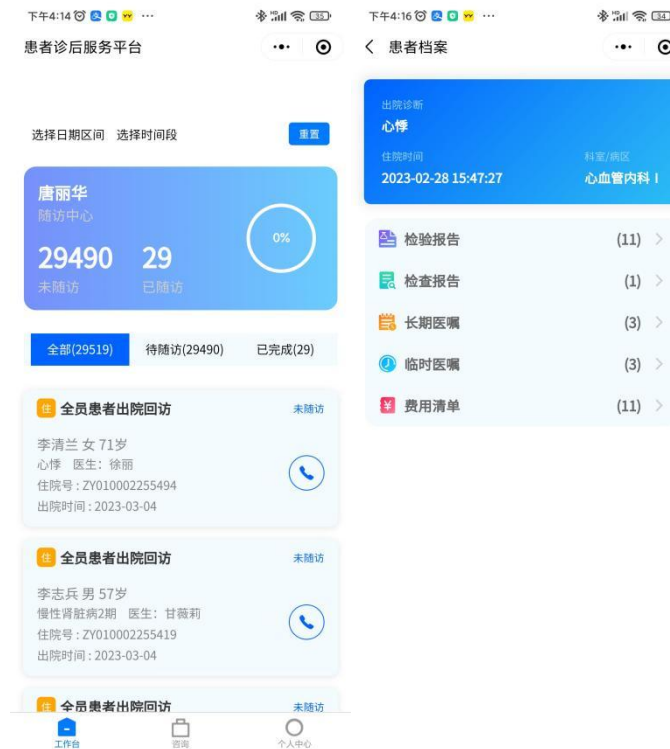 下午4:14
35
患者诊后服务平台
选择日期区间 选择时间段
重置
唐丽华
随访中心
29490 29
未随访 已随访
0%
全部(29519) 待随访(29490) 已完成(29)
住 全员患者出院回访 未随访
李清兰 女 71岁
心悸 医生: 徐丽
住院号 : ZY010002255494
出院时间 : 2023-03-04
住 全员患者出院回访 未随访
李志兵 男 57岁
慢性肾脏病2期 医生: 甘薇莉
住院号 : ZY010002255419
出院时间 : 2023-03-04
住 全员患者出院回访 未随访
工作台 咨询 个人中心
下午4:16
34
患者档案
出院诊断
心悸
住院时间 科室/病区
2023-02-28 15:47:27 心血管内科 I
检验报告 (11)
检查报告 (1)
长期医嘱 (3)
临时医嘱 (3)
费用清单 (11)